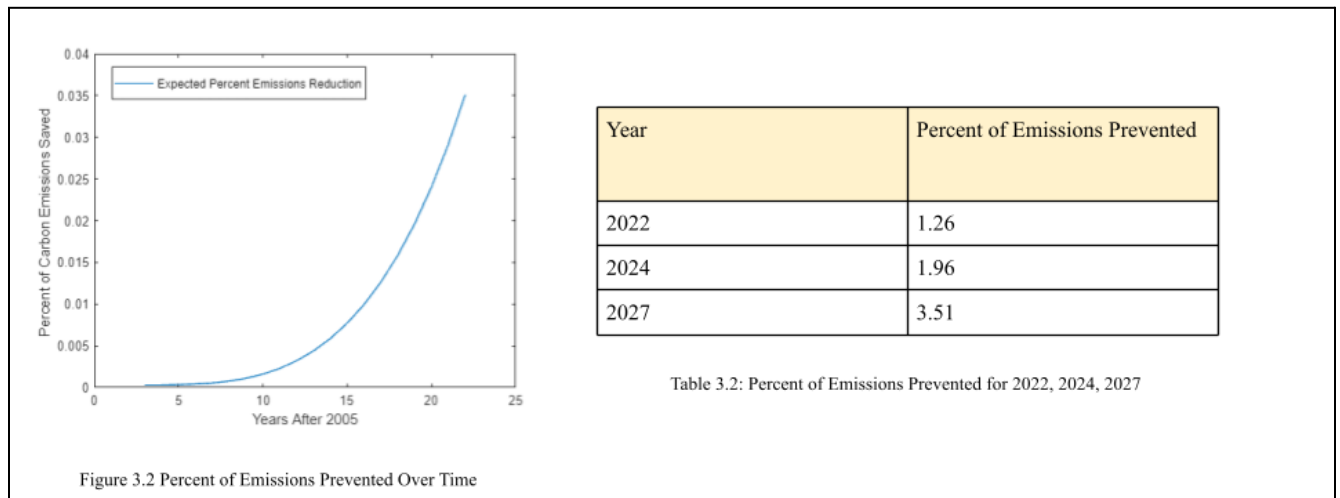 0.04
Expected Percent Emissions Reduction
0.035
0.03
0.025
0.02
0.015
0.01
0.005
0
Percent of Carbon Emissions Saved
0 5 10 15 20 25
Years After 2005
Figure 3.2 Percent of Emissions Prevented Over Time
Year Percent of Emissions Prevented
2022 1.26
2024 1.96
2027 3.51
Table 3.2: Percent of Emissions Prevented for 2022, 2024, 2027